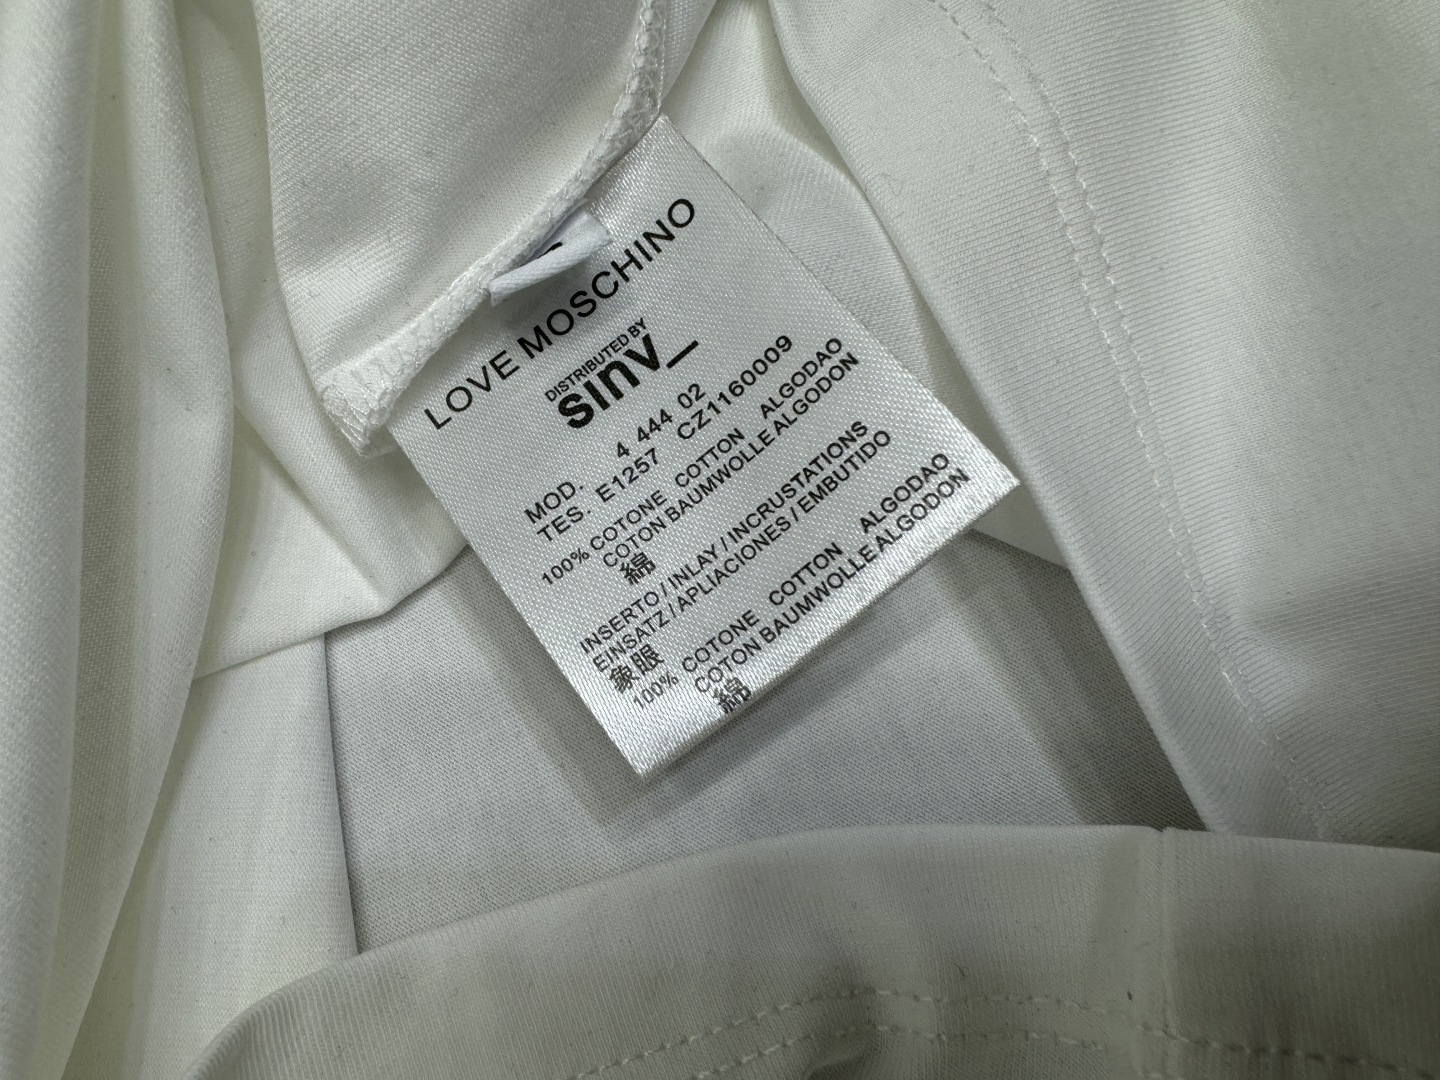 LOVE MOSCHINO
DISTRIBUTED BY
sinv_
MOD. 4 444 02
TES. E1257 CZ1160009
100% COTONE COTTON ALGODAO
COTON BAUMWOLLE ALGODON
綿
INSERTO / INLAY / INCRUSTATIONS
EINSATZ / APLIACIONES / EMBUTIDO
象眼
100% COTONE COTTON ALGODAO
COTON BAUMWOLLE ALGODON
綿